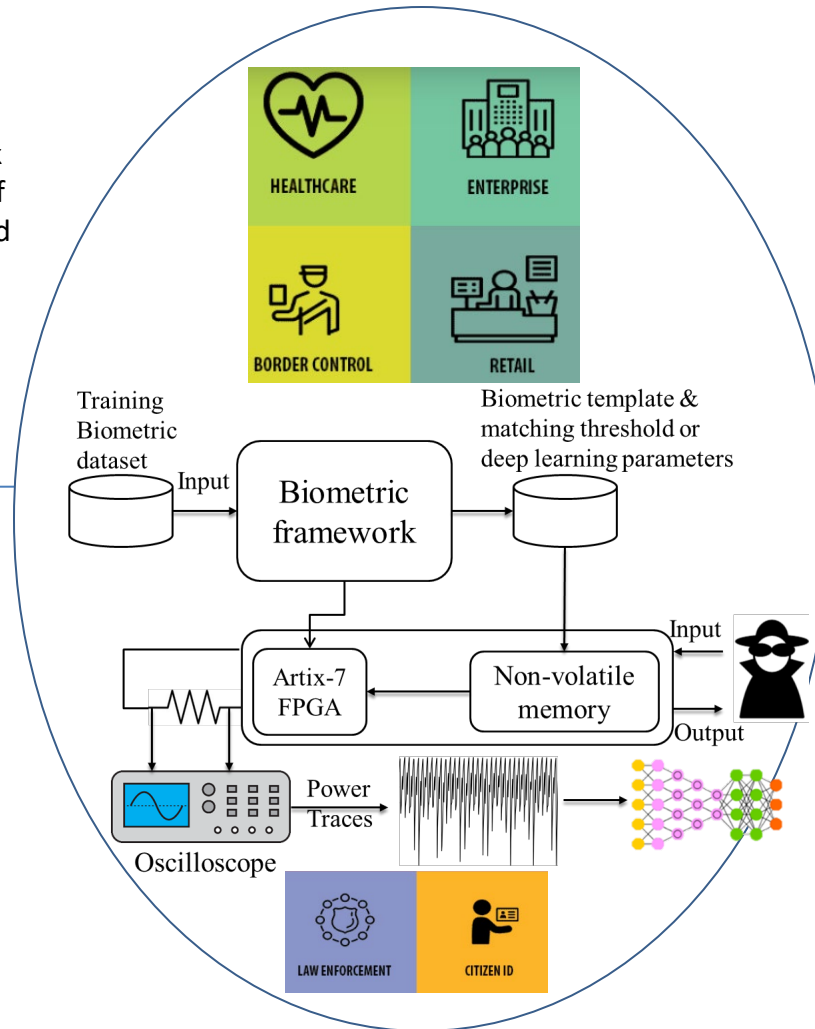 HEALTHCARE
ENTERPRISE
BORDER CONTROL
RETAIL
Training
Biometric
dataset
Input
Biometric
framework
Biometric template &
matching threshold or
deep learning parameters
Artix-7
FPGA
Non-volatile
memory
Input
Output
Power
Traces
Oscilloscope
LAW ENFORCEMENT
CITIZEN ID